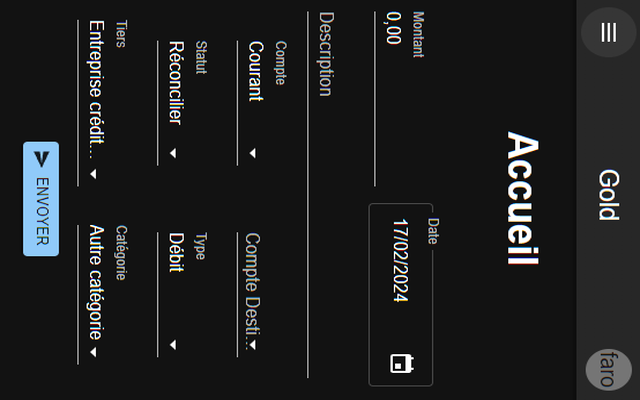 Gold
faro
Accueil
Montant
0,00
Date
17/02/2024
Description
Compte
Courant
Compte Desti...
Statut
Réconcilier
Type
Débit
Tiers
Entreprise crédit...
Catégorie
Autre catégorie
ENVOYER